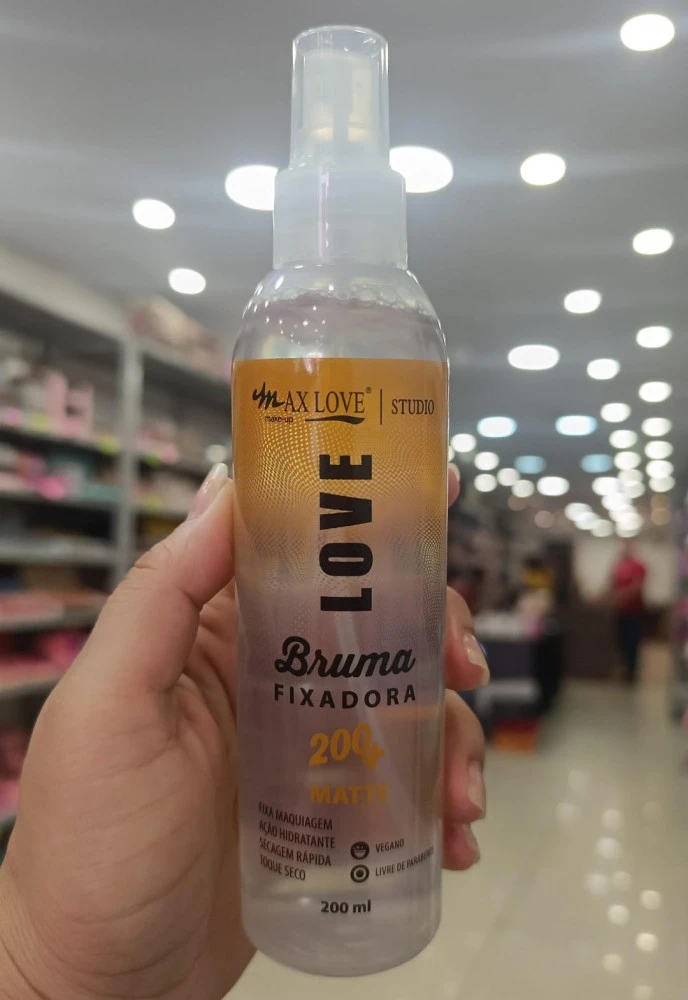 MAX LOVE® | STUDIO
make-up
LOVE
Bruma
FIXADORA
200+
MATTE
FIXA MAQUIAGEM
AÇÃO HIDRATANTE
SECAGEM RÁPIDA
TOQUE SECO
VEGANO
LIVRE DE PARABENOS
200 ml